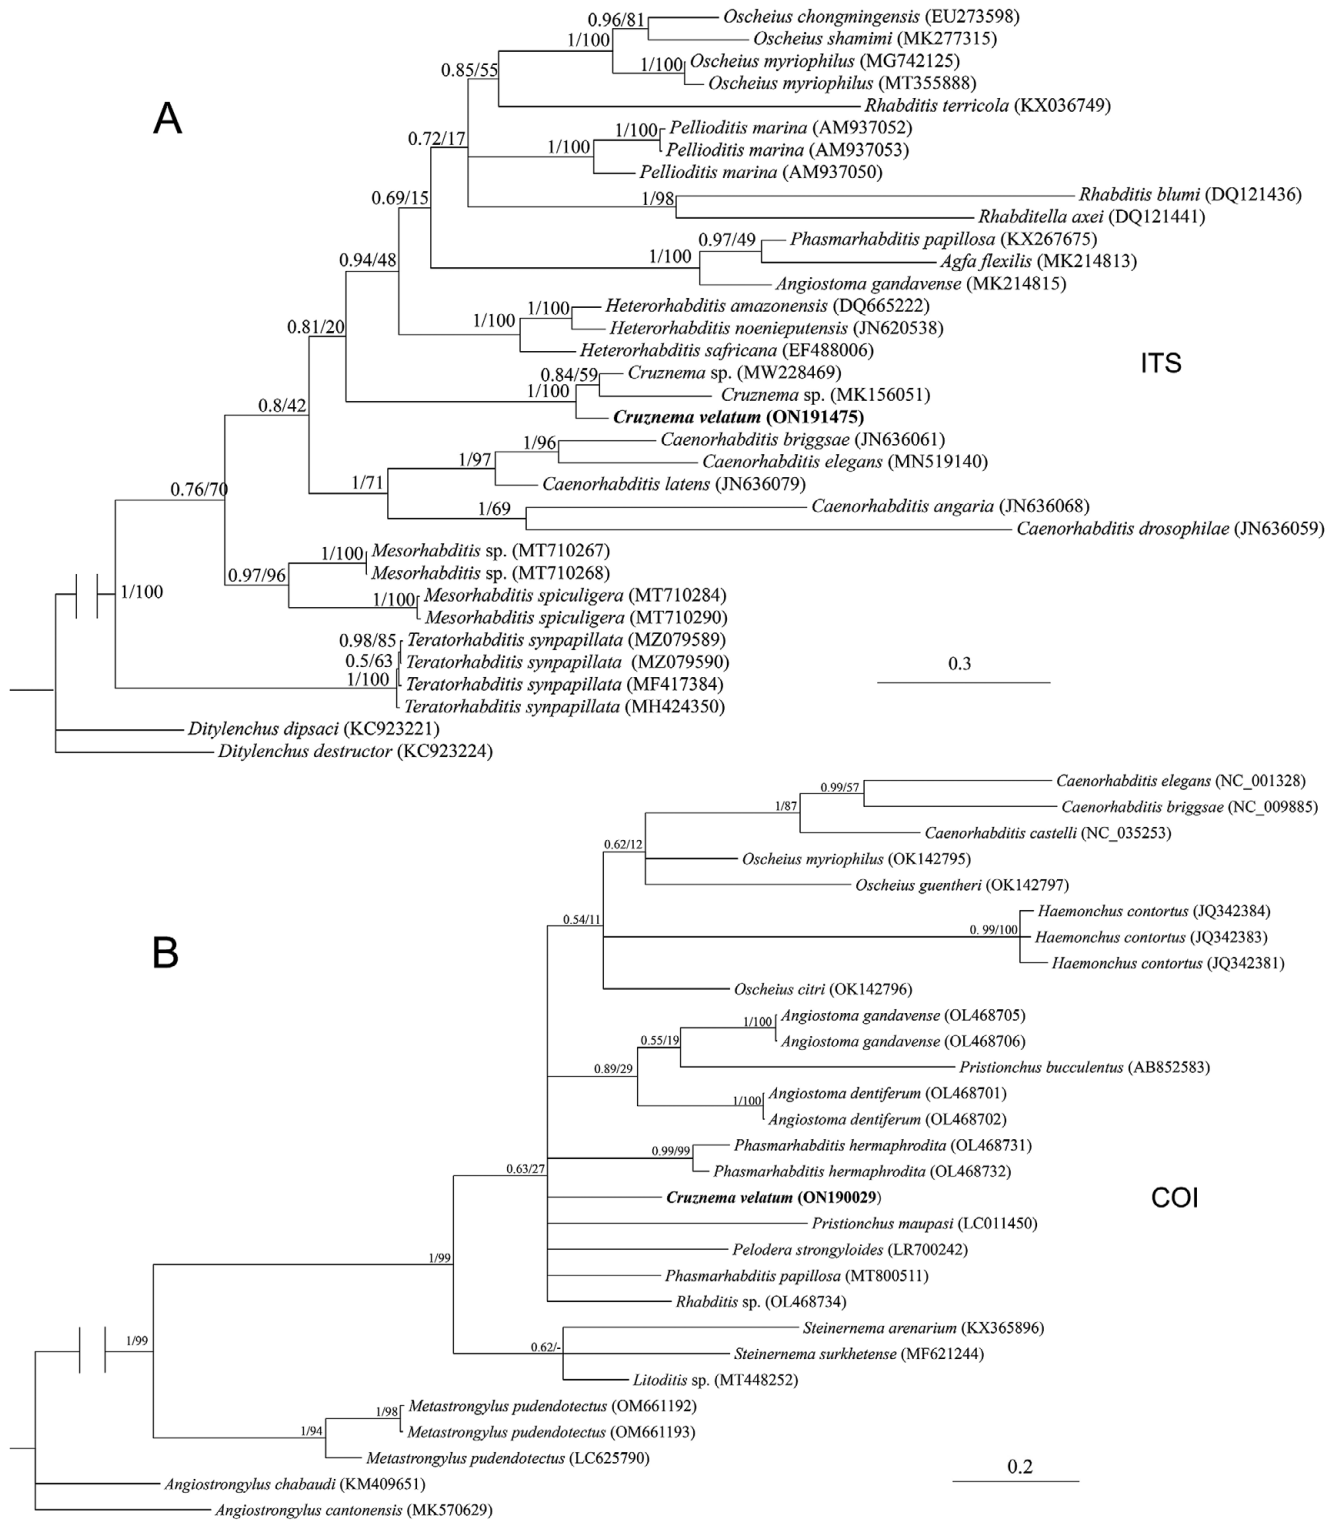 0.96/81 Oscheius chongmingensis (EU273598)
1/100 Oscheius shamimi (MK277315)
1/100 Oscheius myriophilus (MG742125)
0.85/55 Oscheius myriophilus (MT355888)
A
Rhabditis terricola (KX036749)
0.72/17 1/100 Pellioditis marina (AM937052)
1/100 Pellioditis marina (AM937053)
Pellioditis marina (AM937050)
0.69/15 1/98 Rhabditis blumi (DQ121436)
Rhabditella axei (DQ121441)
0.97/49 Phasmarhabditis papillosa (KX267675)
0.94/48 1/100 Agfa flexilis (MK214813)
Angiostoma gandavense (MK214815)
1/100 Heterorhabditis amazonensis (DQ665222)
0.81/20 1/100 Heterorhabditis noenieputensis (JN620538)
Heterorhabditis safricana (EF488006)
ITS
0.84/59 Cruznema sp. (MW228469)
1/100 Cruznema sp. (MK156051)
0.8/42 Cruznema velatum (ON191475)
1/96 Caenorhabditis briggsae (JN636061)
1/97 Caenorhabditis elegans (MN519140)
1/71 Caenorhabditis latens (JN636079)
0.76/70 1/69 Caenorhabditis angaria (JN636068)
Caenorhabditis drosophilae (JN636059)
1/100 Mesorhabditis sp. (MT710267)
0.97/96 Mesorhabditis sp. (MT710268)
1/100 1/100 Mesorhabditis spiculigera (MT710284)
Mesorhabditis spiculigera (MT710290)
0.98/85 Teratorhabditis synpapillata (MZ079589)
0.5/63 Teratorhabditis synpapillata (MZ079590)
0.3
1/100 Teratorhabditis synpapillata (MF417384)
Teratorhabditis synpapillata (MH424350)
Ditylenchus dipsaci (KC923221)
Ditylenchus destructor (KC923224)
0.99/57 Caenorhabditis elegans (NC_001328)
1/87 Caenorhabditis briggsae (NC_009885)
Caenorhabditis castelli (NC_035253)
0.62/12 Oscheius myriophilus (OK142795)
Oscheius guentheri (OK142797)
0.54/11 Haemonchus contortus (JQ342384)
0. 99/100 Haemonchus contortus (JQ342383)
B
Haemonchus contortus (JQ342381)
Oscheius citri (OK142796)
1/100 Angiostoma gandavense (OL468705)
0.55/19 Angiostoma gandavense (OL468706)
0.89/29 Pristionchus bucculentus (AB852583)
1/100 Angiostoma dentiferum (OL468701)
Angiostoma dentiferum (OL468702)
0.99/99 Phasmarhabditis hermaphrodita (OL468731)
0.63/27 Phasmarhabditis hermaphrodita (OL468732)
Cruznema velatum (ON190029)
COI
Pristionchus maupasi (LC011450)
1/99 Pelodera strongyloides (LR700242)
Phasmarhabditis papillosa (MT800511)
Rhabditis sp. (OL468734)
1/99 Steinernema arenarium (KX365896)
0.62/- Steinernema surkhetense (MF621244)
Litoditis sp. (MT448252)
1/98 Metastrongylus pudendotectus (OM661192)
1/94 Metastrongylus pudendotectus (OM661193)
Metastrongylus pudendotectus (LC625790)
0.2
Angiostrongylus chabaudi (KM409651)
Angiostrongylus cantonensis (MK570629)